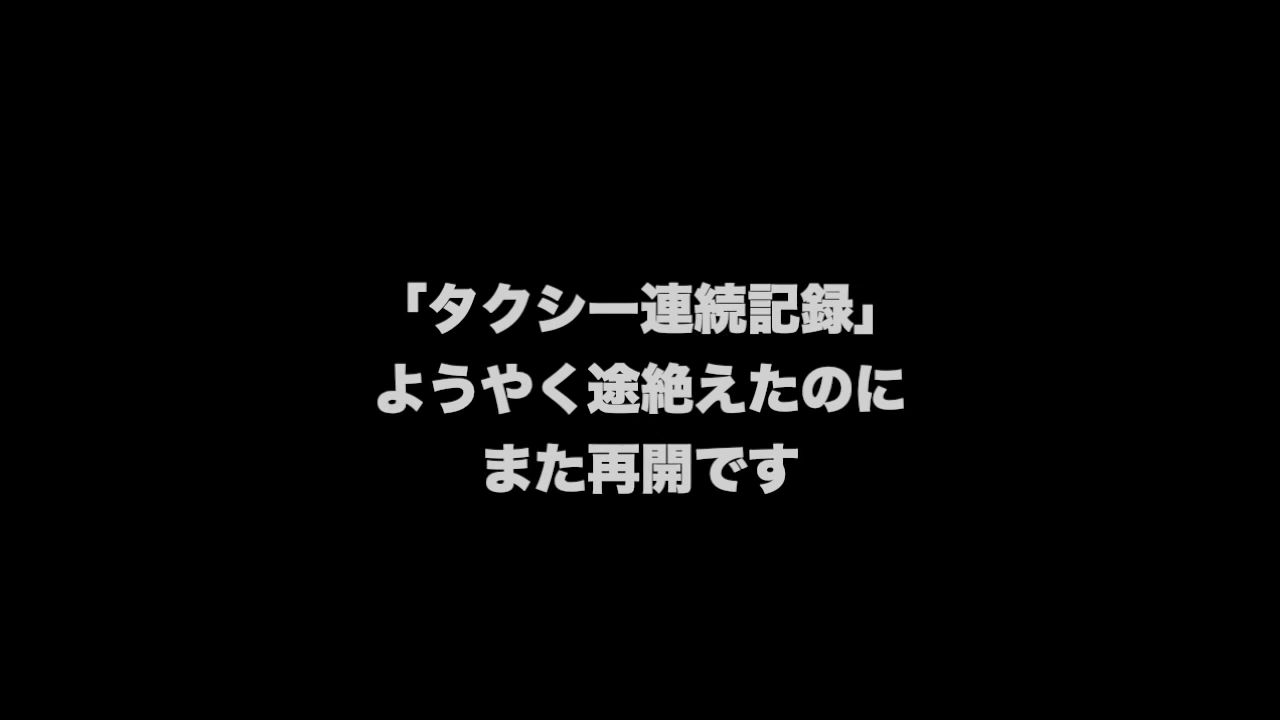 「タクシー連続記録」
ようやく途絶えたのに
また再開です